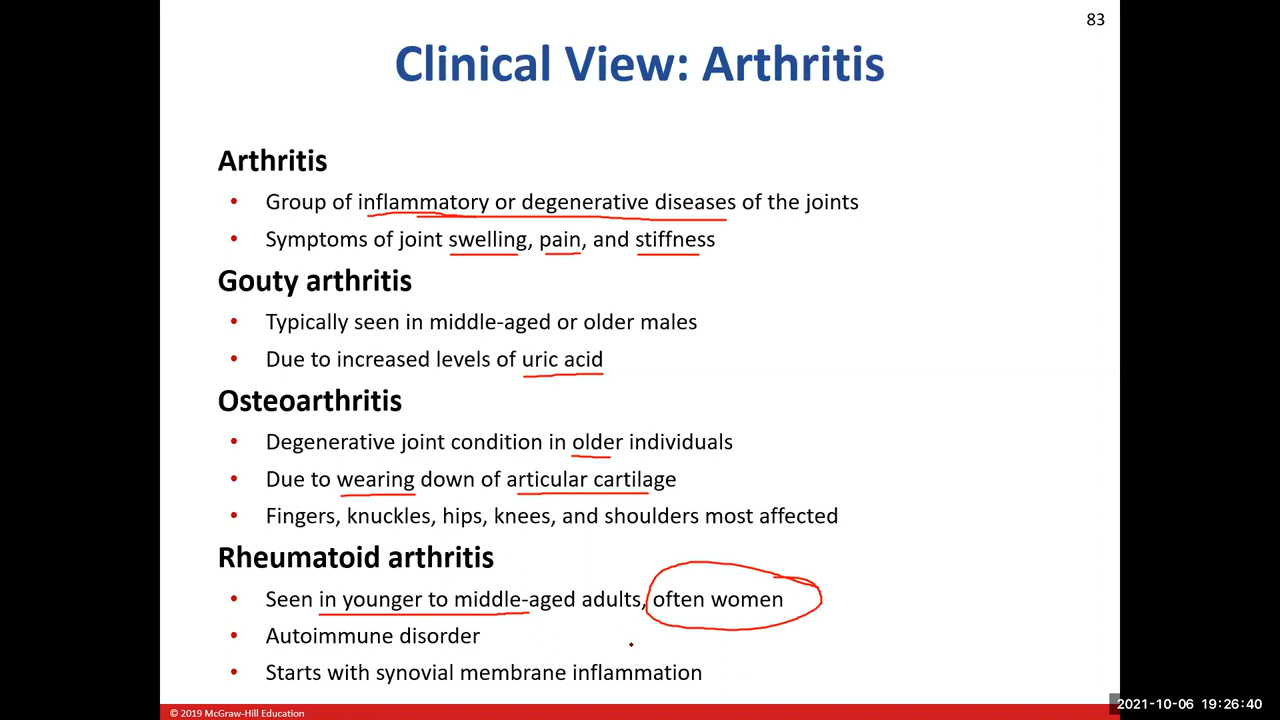 83
Clinical View: Arthritis
Arthritis
• Group of inflammatory or degenerative diseases of the joints
• Symptoms of joint swelling, pain, and stiffness
Gouty arthritis
• Typically seen in middle-aged or older males
• Due to increased levels of uric acid
Osteoarthritis
• Degenerative joint condition in older individuals
• Due to wearing down of articular cartilage
• Fingers, knuckles, hips, knees, and shoulders most affected
Rheumatoid arthritis
• Seen in younger to middle-aged adults, often women
• Autoimmune disorder
• Starts with synovial membrane inflammation
© 2019 McGraw-Hill Education
2021-10-06 19:26:40